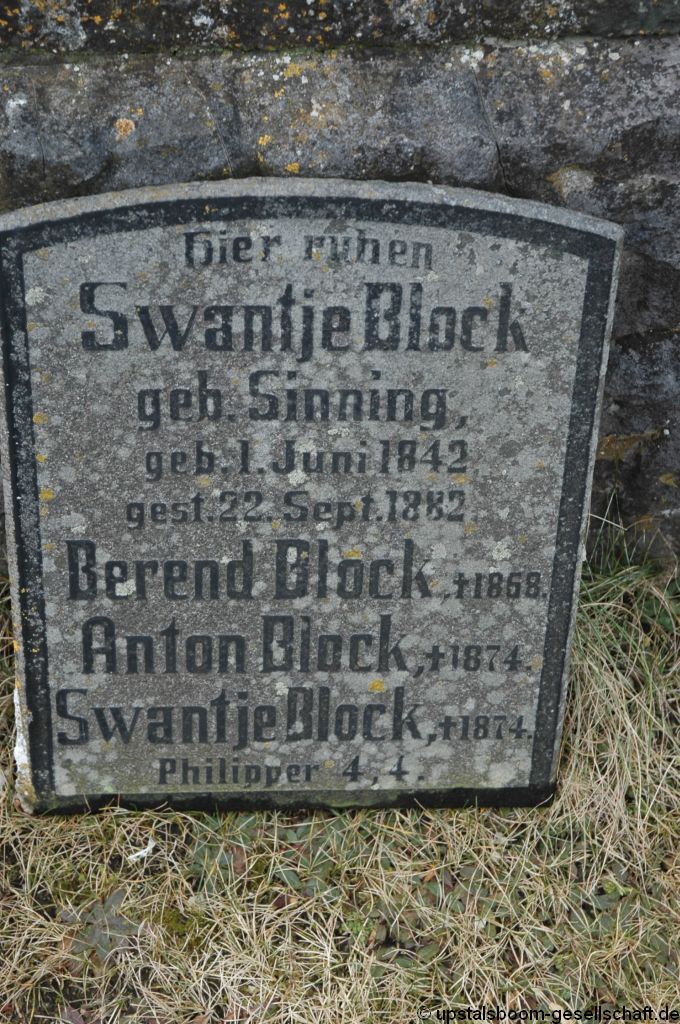 Hier ruhen
Swantje Block
geb. Sinning,
geb. 1. Juni 1842
gest. 22. Sept. 1882
Berend Block, †1868.
Anton Block, †1874.
Swantje Block, †1874.
Philipper 4, 4.
© upstalsboom-gesellschaft.de